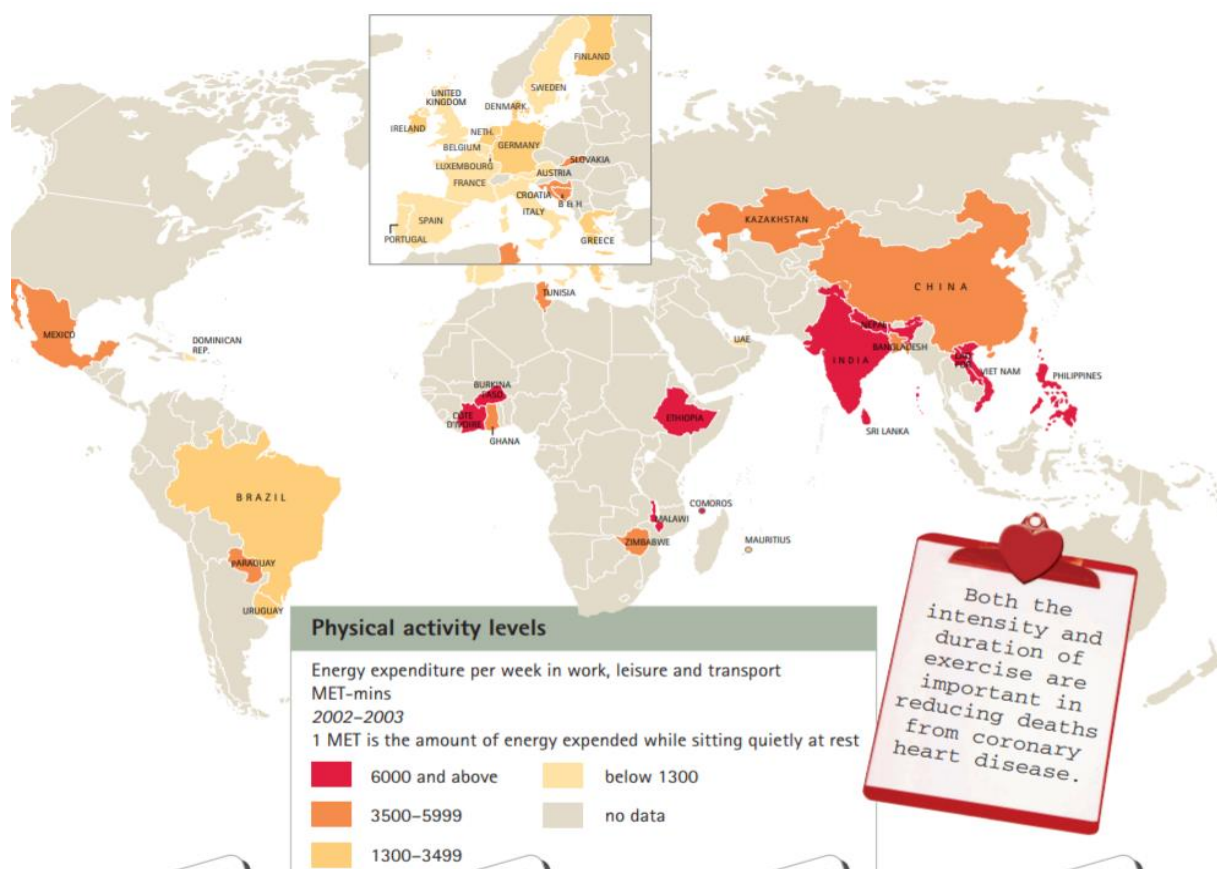 FINLAND
SWEDEN
UNITED
KINGDOM
DENMARK
IRELAND
NETH.
GERMANY
BELGIUM
LUXEMBOURG
SLOVAKIA
AUSTRIA
FRANCE
CROATIA
B & H
ITALY
SPAIN
PORTUGAL
GREECE
KAZAKHSTAN
CHINA
TUNISIA
MEXICO
DOMINICAN
REP.
UAE
NEPAL
BANGLADESH
INDIA
LAO
PDR
VIET NAM
PHILIPPINES
BURKINA
FASO
CÔTE
D'IVOIRE
GHANA
ETHIOPIA
SRI LANKA
BRAZIL
COMOROS
MALAWI
ZIMBABWE
MAURITIUS
PARAGUAY
URUGUAY
Both the
intensity and
duration of
exercise are
important in
reducing deaths
from coronary
heart disease.
Physical activity levels
Energy expenditure per week in work, leisure and transport
MET-mins
2002–2003
1 MET is the amount of energy expended while sitting quietly at rest
6000 and above
3500–5999
1300–3499
below 1300
no data